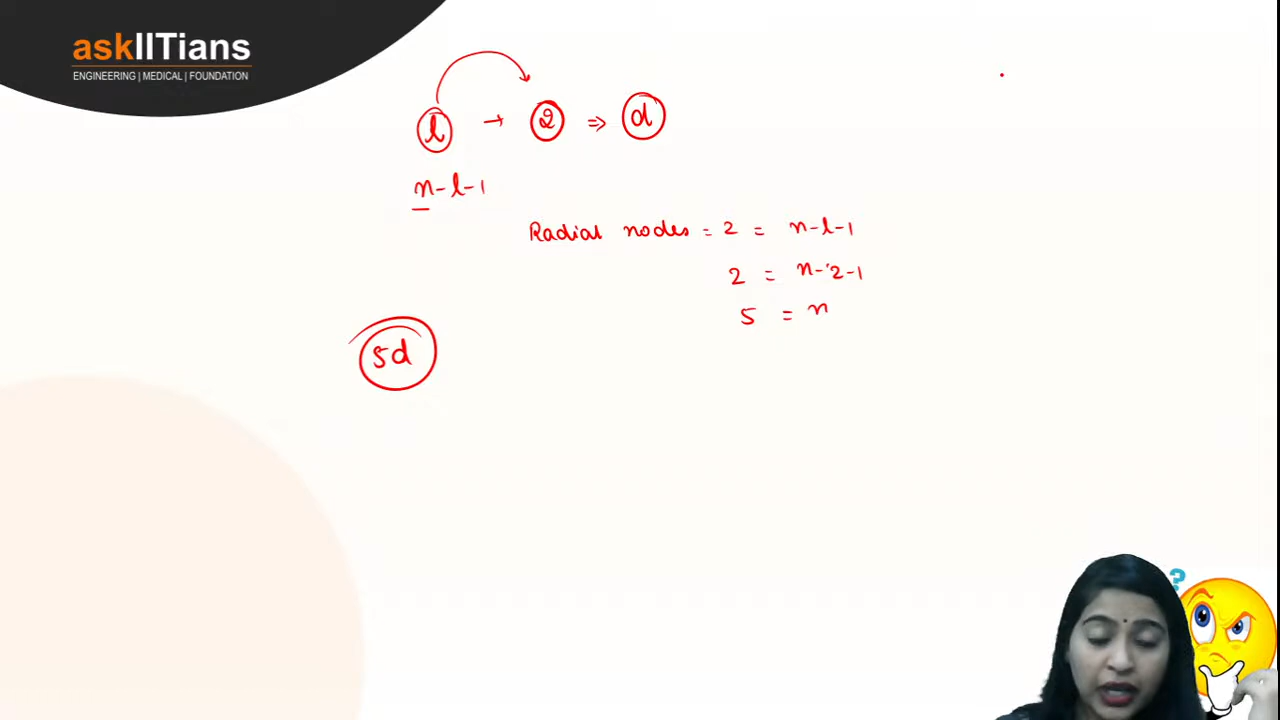 askIITians
ENGINEERING | MEDICAL | FOUNDATION
l → 2 ⇒ d
n-l-1
Radial nodes = 2 = n-l-1
2 = n-2-1
5 = n
5d
?